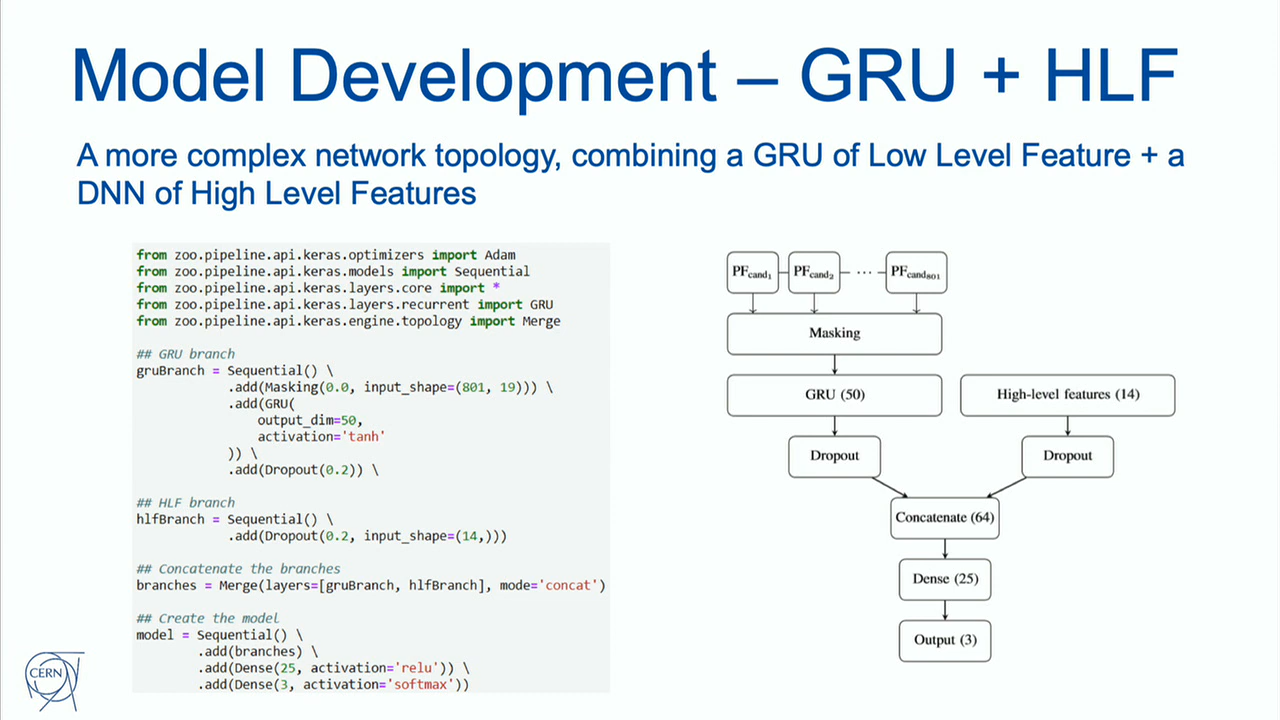 Model Development – GRU + HLF
A more complex network topology, combining a GRU of Low Level Feature + a
DNN of High Level Features
from zoo.pipeline.api.keras.optimizers import Adam
from zoo.pipeline.api.keras.models import Sequential
from zoo.pipeline.api.keras.layers.core import *
from zoo.pipeline.api.keras.layers.recurrent import GRU
from zoo.pipeline.api.keras.engine.topology import Merge
## GRU branch
gruBranch = Sequential() \
.add(Masking(0.0, input_shape=(801, 19))) \
.add(GRU(
output_dim=50,
activation='tanh'
)) \
.add(Dropout(0.2)) \
## HLF branch
hlfBranch = Sequential() \
.add(Dropout(0.2, input_shape=(14,)))
## Concatenate the branches
branches = Merge(layers=[gruBranch, hlfBranch], mode='concat')
## Create the model
model = Sequential() \
.add(branches) \
.add(Dense(25, activation='relu')) \
.add(Dense(3, activation='softmax'))
PFcand1 PFcand2 ... PFcand801
Masking
GRU (50) High-level features (14)
Dropout Dropout
Concatenate (64)
Dense (25)
Output (3)
CERN